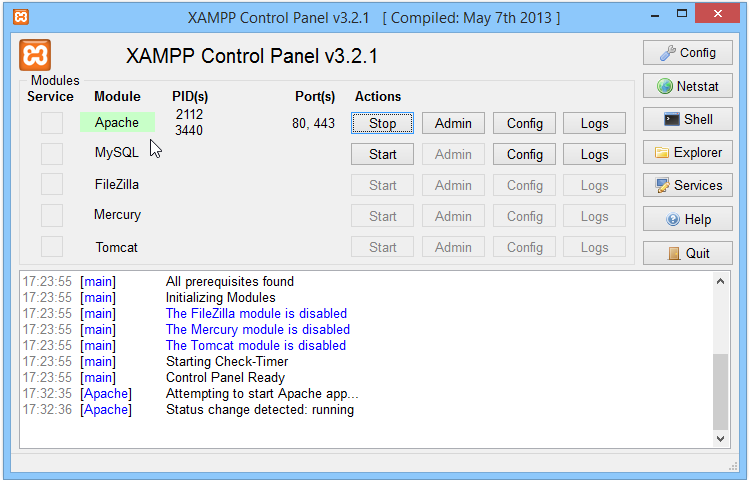 XAMPP Control Panel v3.2.1 [ Compiled: May 7th 2013 ]
XAMPP Control Panel v3.2.1
Config
Modules
Service Module PID(s) Port(s) Actions
Netstat
Apache 2112 3440 80, 443 Stop Admin Config Logs
Shell
MySQL Start Admin Config Logs
Explorer
FileZilla Start Admin Config Logs
Services
Mercury Start Admin Config Logs
Help
Tomcat Start Admin Config Logs
Quit
17:23:55 [main] All prerequisites found
17:23:55 [main] Initializing Modules
17:23:55 [main] The FileZilla module is disabled
17:23:55 [main] The Mercury module is disabled
17:23:55 [main] The Tomcat module is disabled
17:23:55 [main] Starting Check-Timer
17:23:55 [main] Control Panel Ready
17:32:35 [Apache] Attempting to start Apache app...
17:32:36 [Apache] Status change detected: running